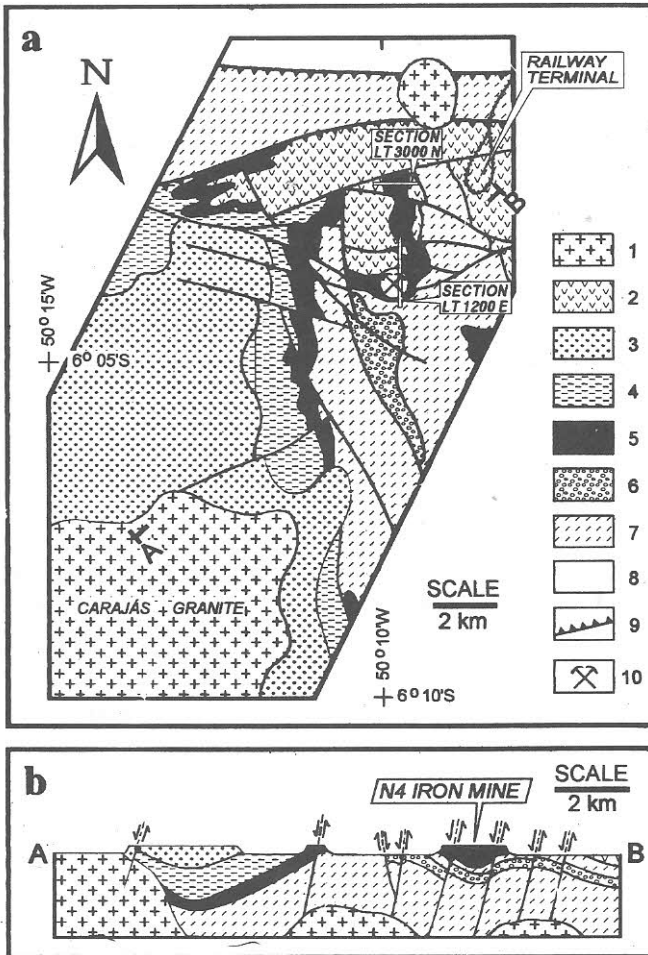 a
N
RAILWAY
TERMINAL
SECTION
LT 3000 N
B
SECTION
LT 1200 E
50° 15'W
6° 05'S
A
CARAJÁS GRANITE
SCALE
2 km
50° 10'W
6° 10'S
1
2
3
4
5
6
7
8
9
10
b
N4 IRON MINE
SCALE
2 km
A
B